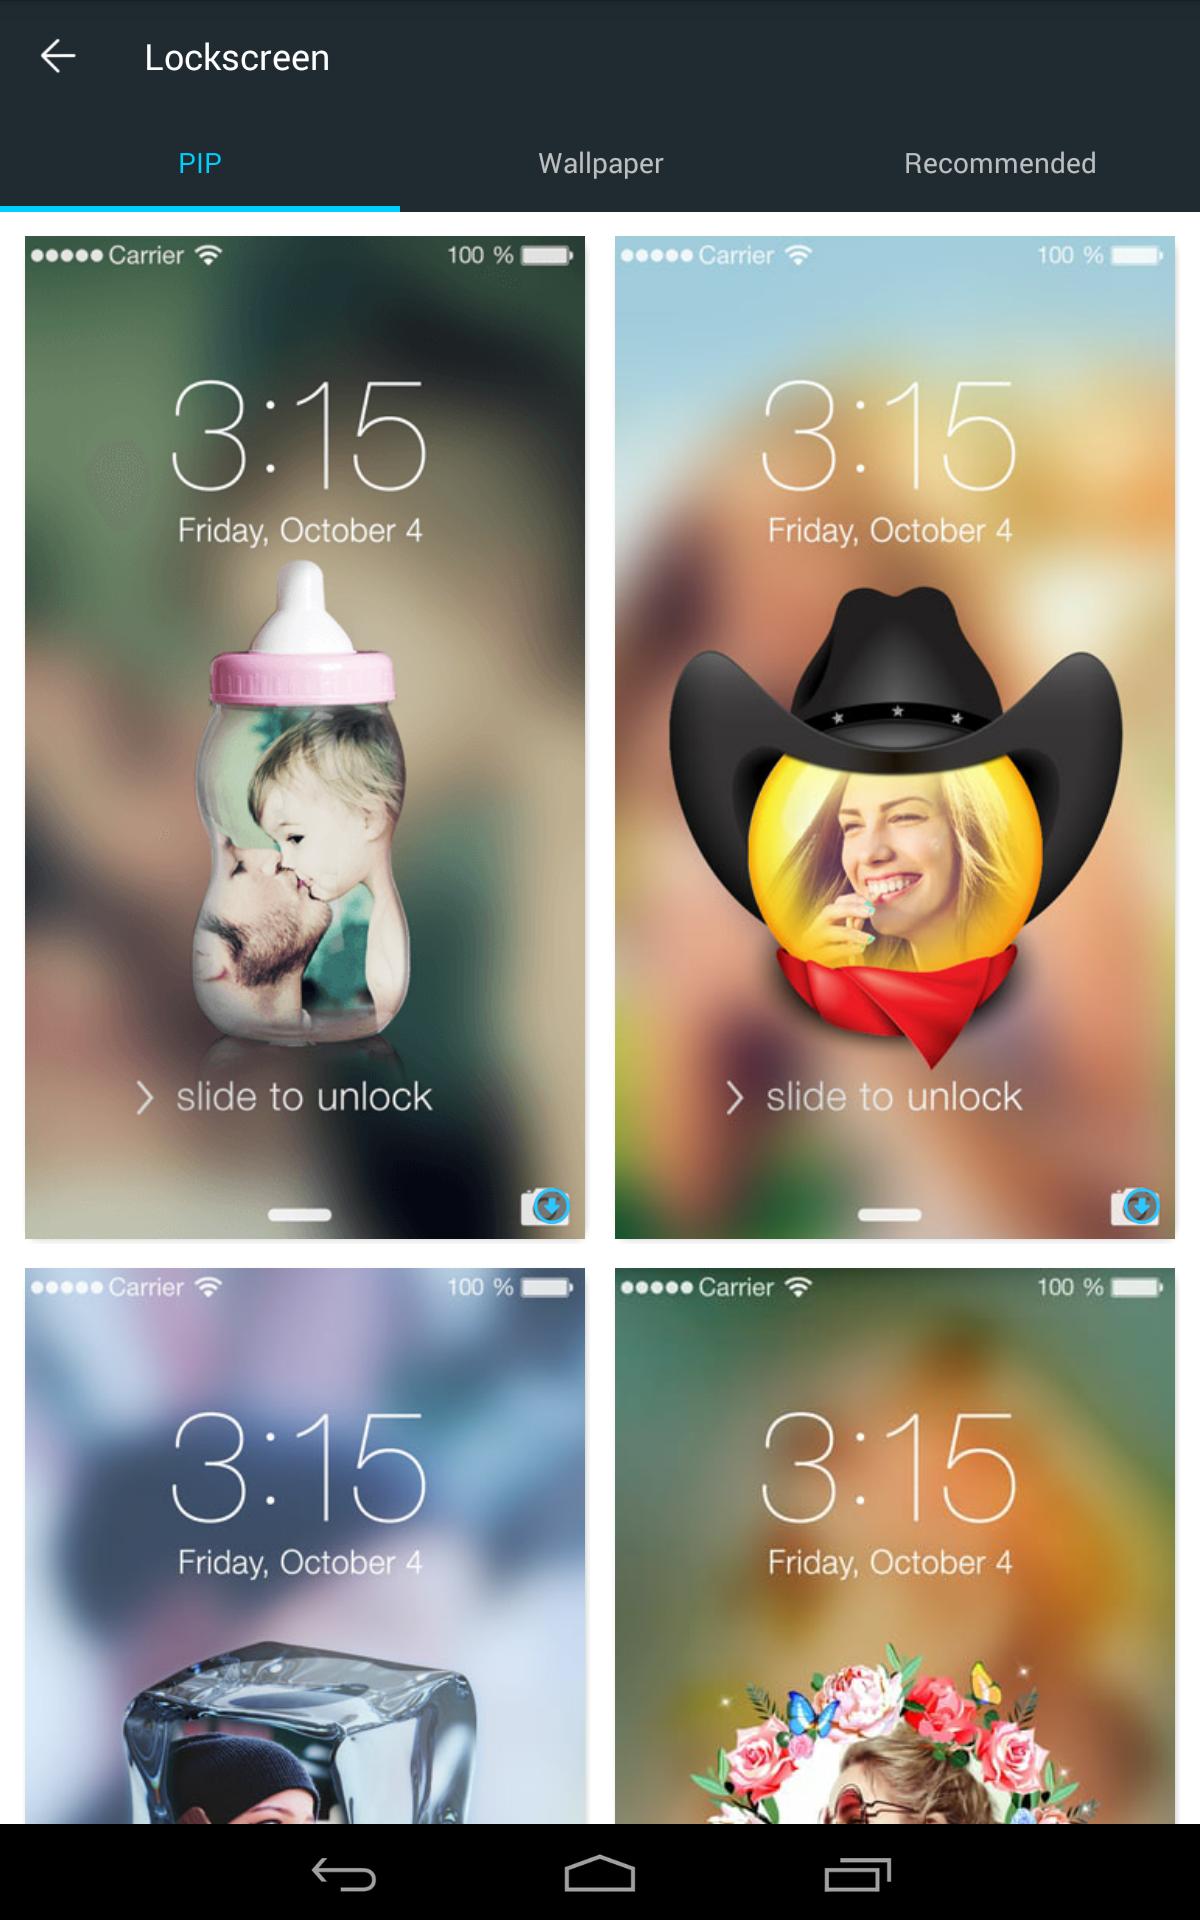 Lockscreen
PIP
Wallpaper
Recommended
Carrier 100 %
3:15
Friday, October 4
slide to unlock
Carrier 100 %
3:15
Friday, October 4
slide to unlock
Carrier 100 %
3:15
Friday, October 4
Carrier 100 %
3:15
Friday, October 4